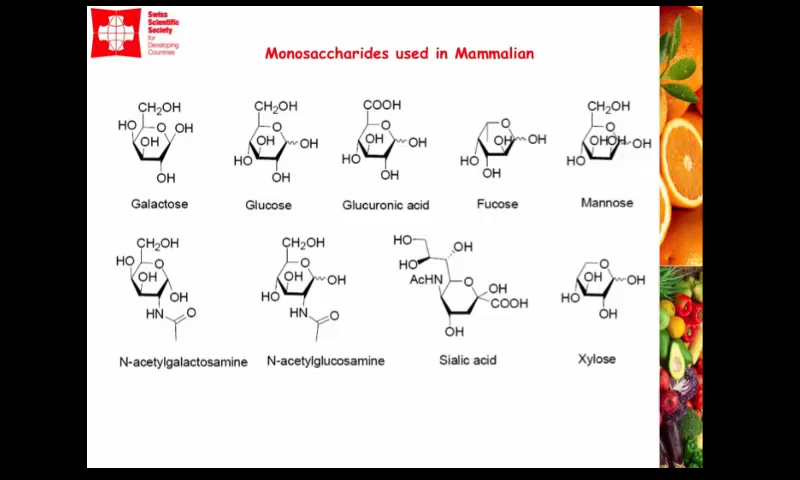 Swiss
Scientific
Society
for
Developing
Countries
Monosaccharides used in Mammalian
CH2OH
HO
O
OH
OH
OH
Galactose
CH2OH
O
OH
OH
HO
OH
Glucose
COOH
O
OH
OH
HO
OH
Glucuronic acid
O
OH
OH
HO
OH
Fucose
CH2OH
O
OH
OH
OH
HO
Mannose
CH2OH
HO
O
OH
OH
HN
O
N-acetylgalactosamine
CH2OH
O
OH
OH
HO
HN
O
N-acetylglucosamine
HO
OH
HO
AcHN
O
OH
COOH
OH
Sialic acid
O
OH
OH
HO
OH
Xylose